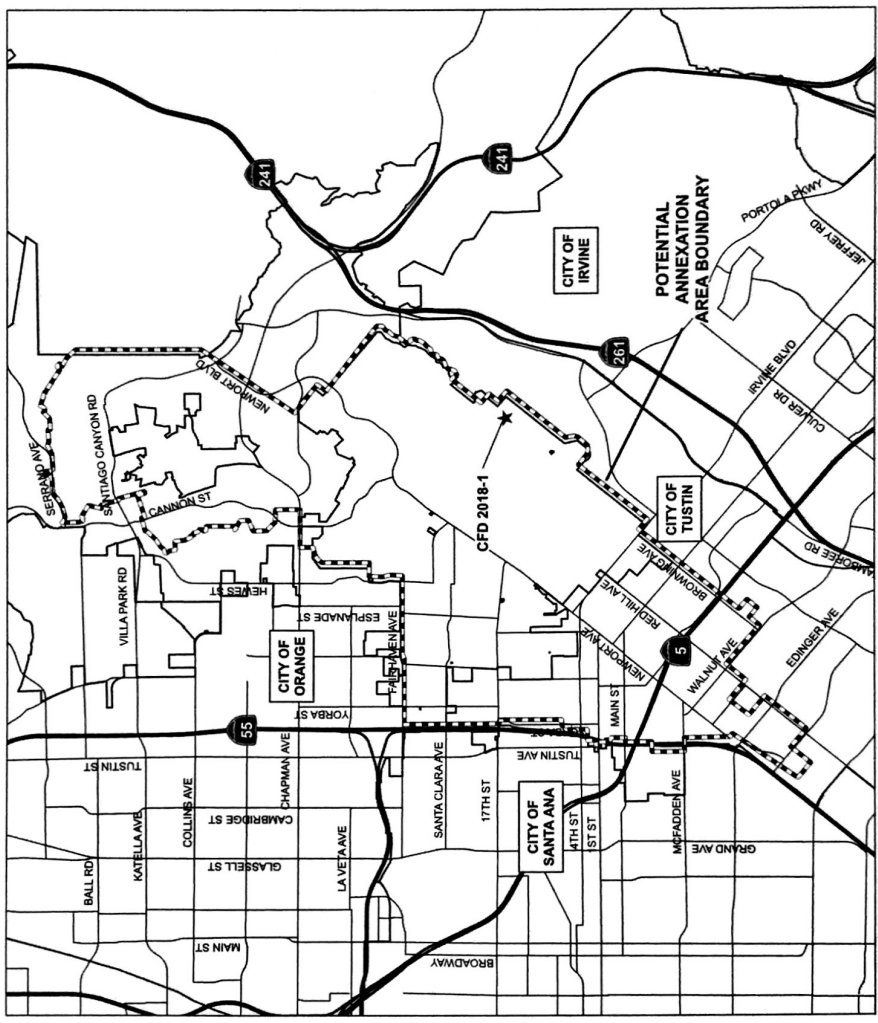 241
241
PORTOLA PKWY
JEFFREY RD
CITY OF
IRVINE
POTENTIAL
ANNEXATION
AREA BOUNDARY
261
IRVINE BLVD
CULVER DR
NEWPORT BLVD
SERRANO AVE
SANTIAGO CANYON RD
CANNON ST
CFD 2018-1
CITY OF
TUSTIN
AMBOREE RD
BROWNING AVE
RED HILL AVE
NEWPORT AVE
VILLA PARK RD
HEWES ST
ESPLANADE ST
FAIRHAVEN AVE
CITY OF
ORANGE
5
WALNUT AVE
EDINGER AVE
YORBA ST
MAIN ST
55
TUSTIN ST
TUSTIN AVE
CHAPMAN AVE
COLLINS AVE
KATELLA AVE
CAMBRIDGE ST
SANTA CLARA AVE
17TH ST
CITY OF
SANTA ANA
4TH ST
1ST ST
MCFADDEN AVE
GRAND AVE
BALL RD
GLASSELL ST
LA VETA AVE
MAIN ST
BROADWAY